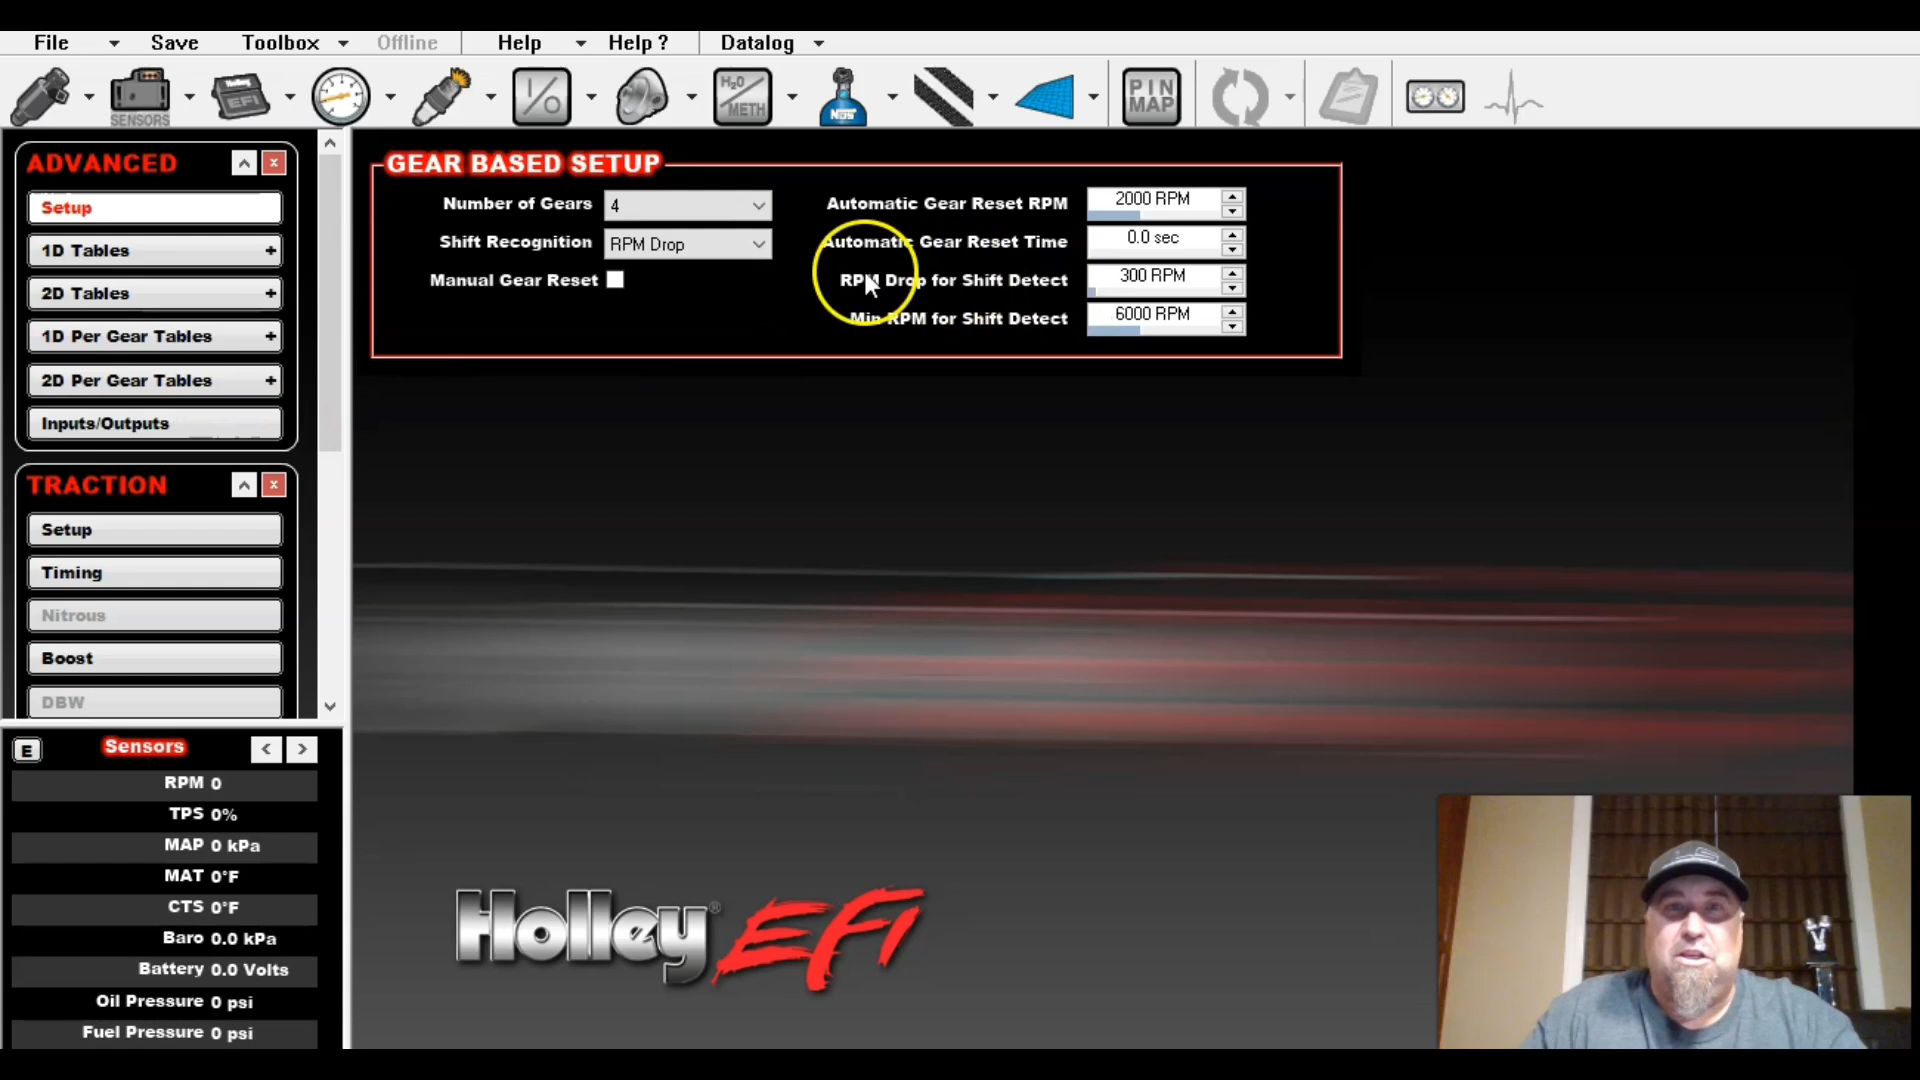 File Save Toolbox Offline Help Help ? Datalog
SENSORS
Holley
EFI
I/O
H2O
METH
NOS
PIN
MAP
ADVANCED
Setup
1D Tables +
2D Tables +
1D Per Gear Tables +
2D Per Gear Tables +
Inputs/Outputs
TRACTION
Setup
Timing
Nitrous
Boost
DBW
E Sensors < >
RPM 0
TPS 0%
MAP 0 kPa
MAT 0°F
CTS 0°F
Baro 0.0 kPa
Battery 0.0 Volts
Oil Pressure 0 psi
Fuel Pressure 0 psi
GEAR BASED SETUP
Number of Gears 4
Shift Recognition RPM Drop
Manual Gear Reset
Automatic Gear Reset RPM 2000 RPM
Automatic Gear Reset Time 0.0 sec
RPM Drop for Shift Detect 300 RPM
Min RPM for Shift Detect 6000 RPM
Holley® EFI